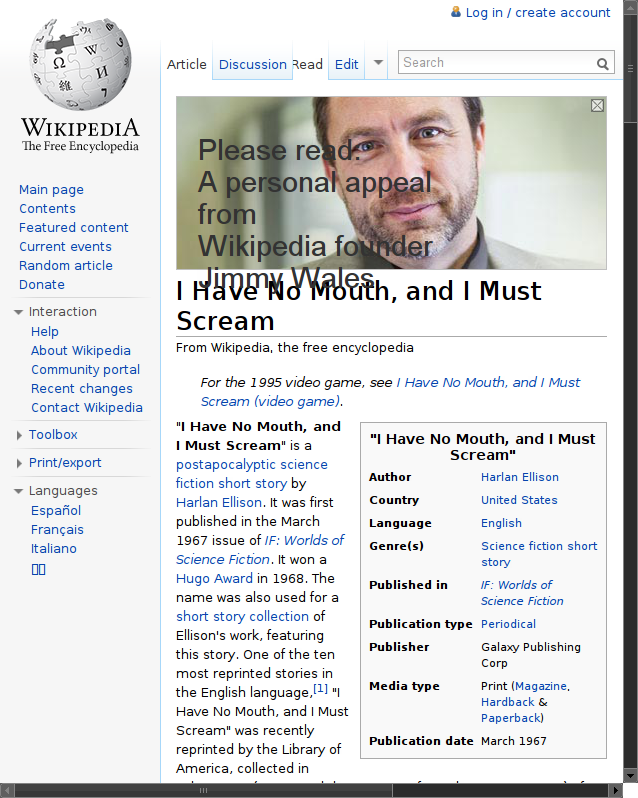 Log in / create account
Article Discussion Read Edit Search
WIKIPEDIA
The Free Encyclopedia
Main page
Contents
Featured content
Current events
Random article
Donate
Interaction
Help
About Wikipedia
Community portal
Recent changes
Contact Wikipedia
Toolbox
Print/export
Languages
Español
Français
Italiano
Please read:
A personal appeal
from
Wikipedia founder
Jimmy Wales
I Have No Mouth, and I Must
Scream
From Wikipedia, the free encyclopedia
For the 1995 video game, see I Have No Mouth, and I Must
Scream (video game).
"I Have No Mouth, and
I Must Scream" is a
postapocalyptic science
fiction short story by
Harlan Ellison. It was first
published in the March
1967 issue of IF: Worlds of
Science Fiction. It won a
Hugo Award in 1968. The
name was also used for a
short story collection of
Ellison's work, featuring
this story. One of the ten
most reprinted stories in
the English language,[1] "I
Have No Mouth, and I Must
Scream" was recently
reprinted by the Library of
America, collected in
"I Have No Mouth, and I Must
Scream"
Author Harlan Ellison
Country United States
Language English
Genre(s) Science fiction short
story
Published in IF: Worlds of
Science Fiction
Publication type Periodical
Publisher Galaxy Publishing
Corp
Media type Print (Magazine,
Hardback &
Paperback)
Publication date March 1967